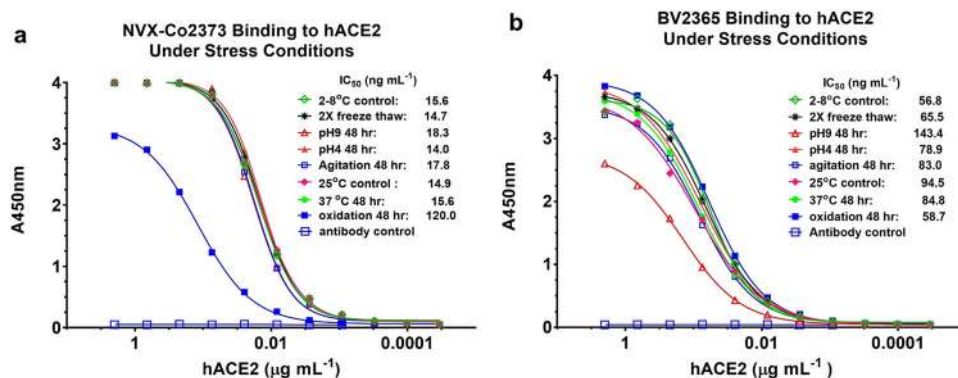 a
NVX-Co2373 Binding to hACE2
Under Stress Conditions
IC50 (ng mL-1)
2-8°C control: 15.6
2X freeze thaw: 14.7
pH9 48 hr: 18.3
pH4 48 hr: 14.0
Agitation 48 hr: 17.8
25°C control : 14.9
37 °C 48 hr: 15.6
oxidation 48 hr: 120.0
antibody control
A450nm
4
3
2
1
0
1 0.01 0.0001
hACE2 (μg mL-1)
b
BV2365 Binding to hACE2
Under Stress Conditions
IC50 (ng mL-1)
2-8°C control: 56.8
2X freeze thaw: 65.5
pH9 48 hr: 143.4
pH4 48 hr: 78.9
agitation 48 hr: 83.0
25°C control: 94.5
37 °C 48 hr: 84.8
oxidation 48 hr: 58.7
Antibody control
A450nm
4
3
2
1
0
1 0.01 0.0001
hACE2 (μg mL-1)